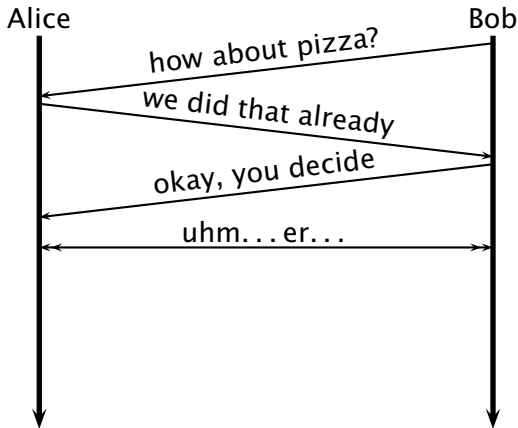 Alice
Bob
how about pizza?
we did that already
okay, you decide
uhm...er...